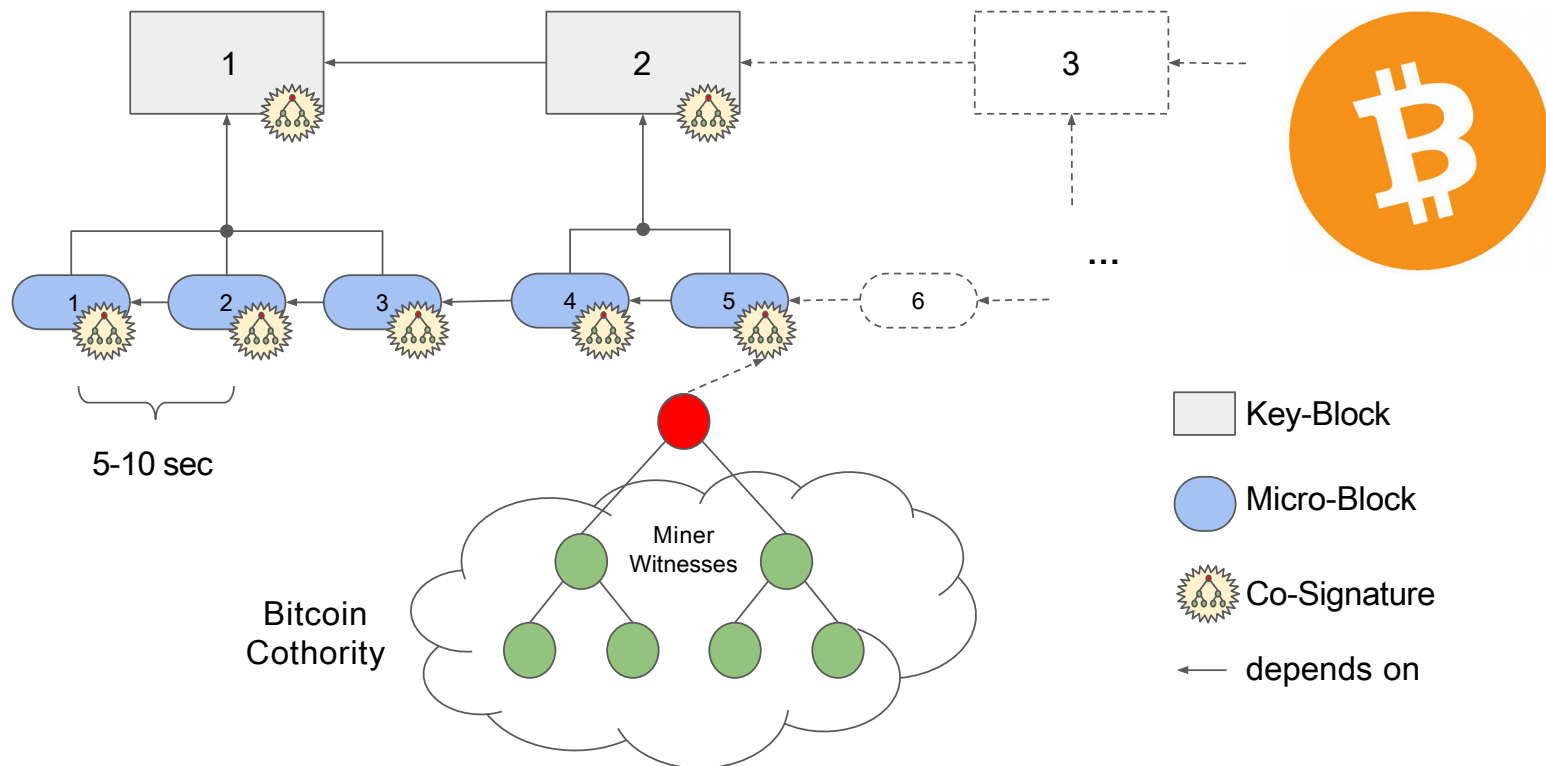 1
2
3
1
2
3
4
5
6
...
5-10 sec
Miner
Witnesses
Bitcoin
Cothority
Key-Block
Micro-Block
Co-Signature
depends on